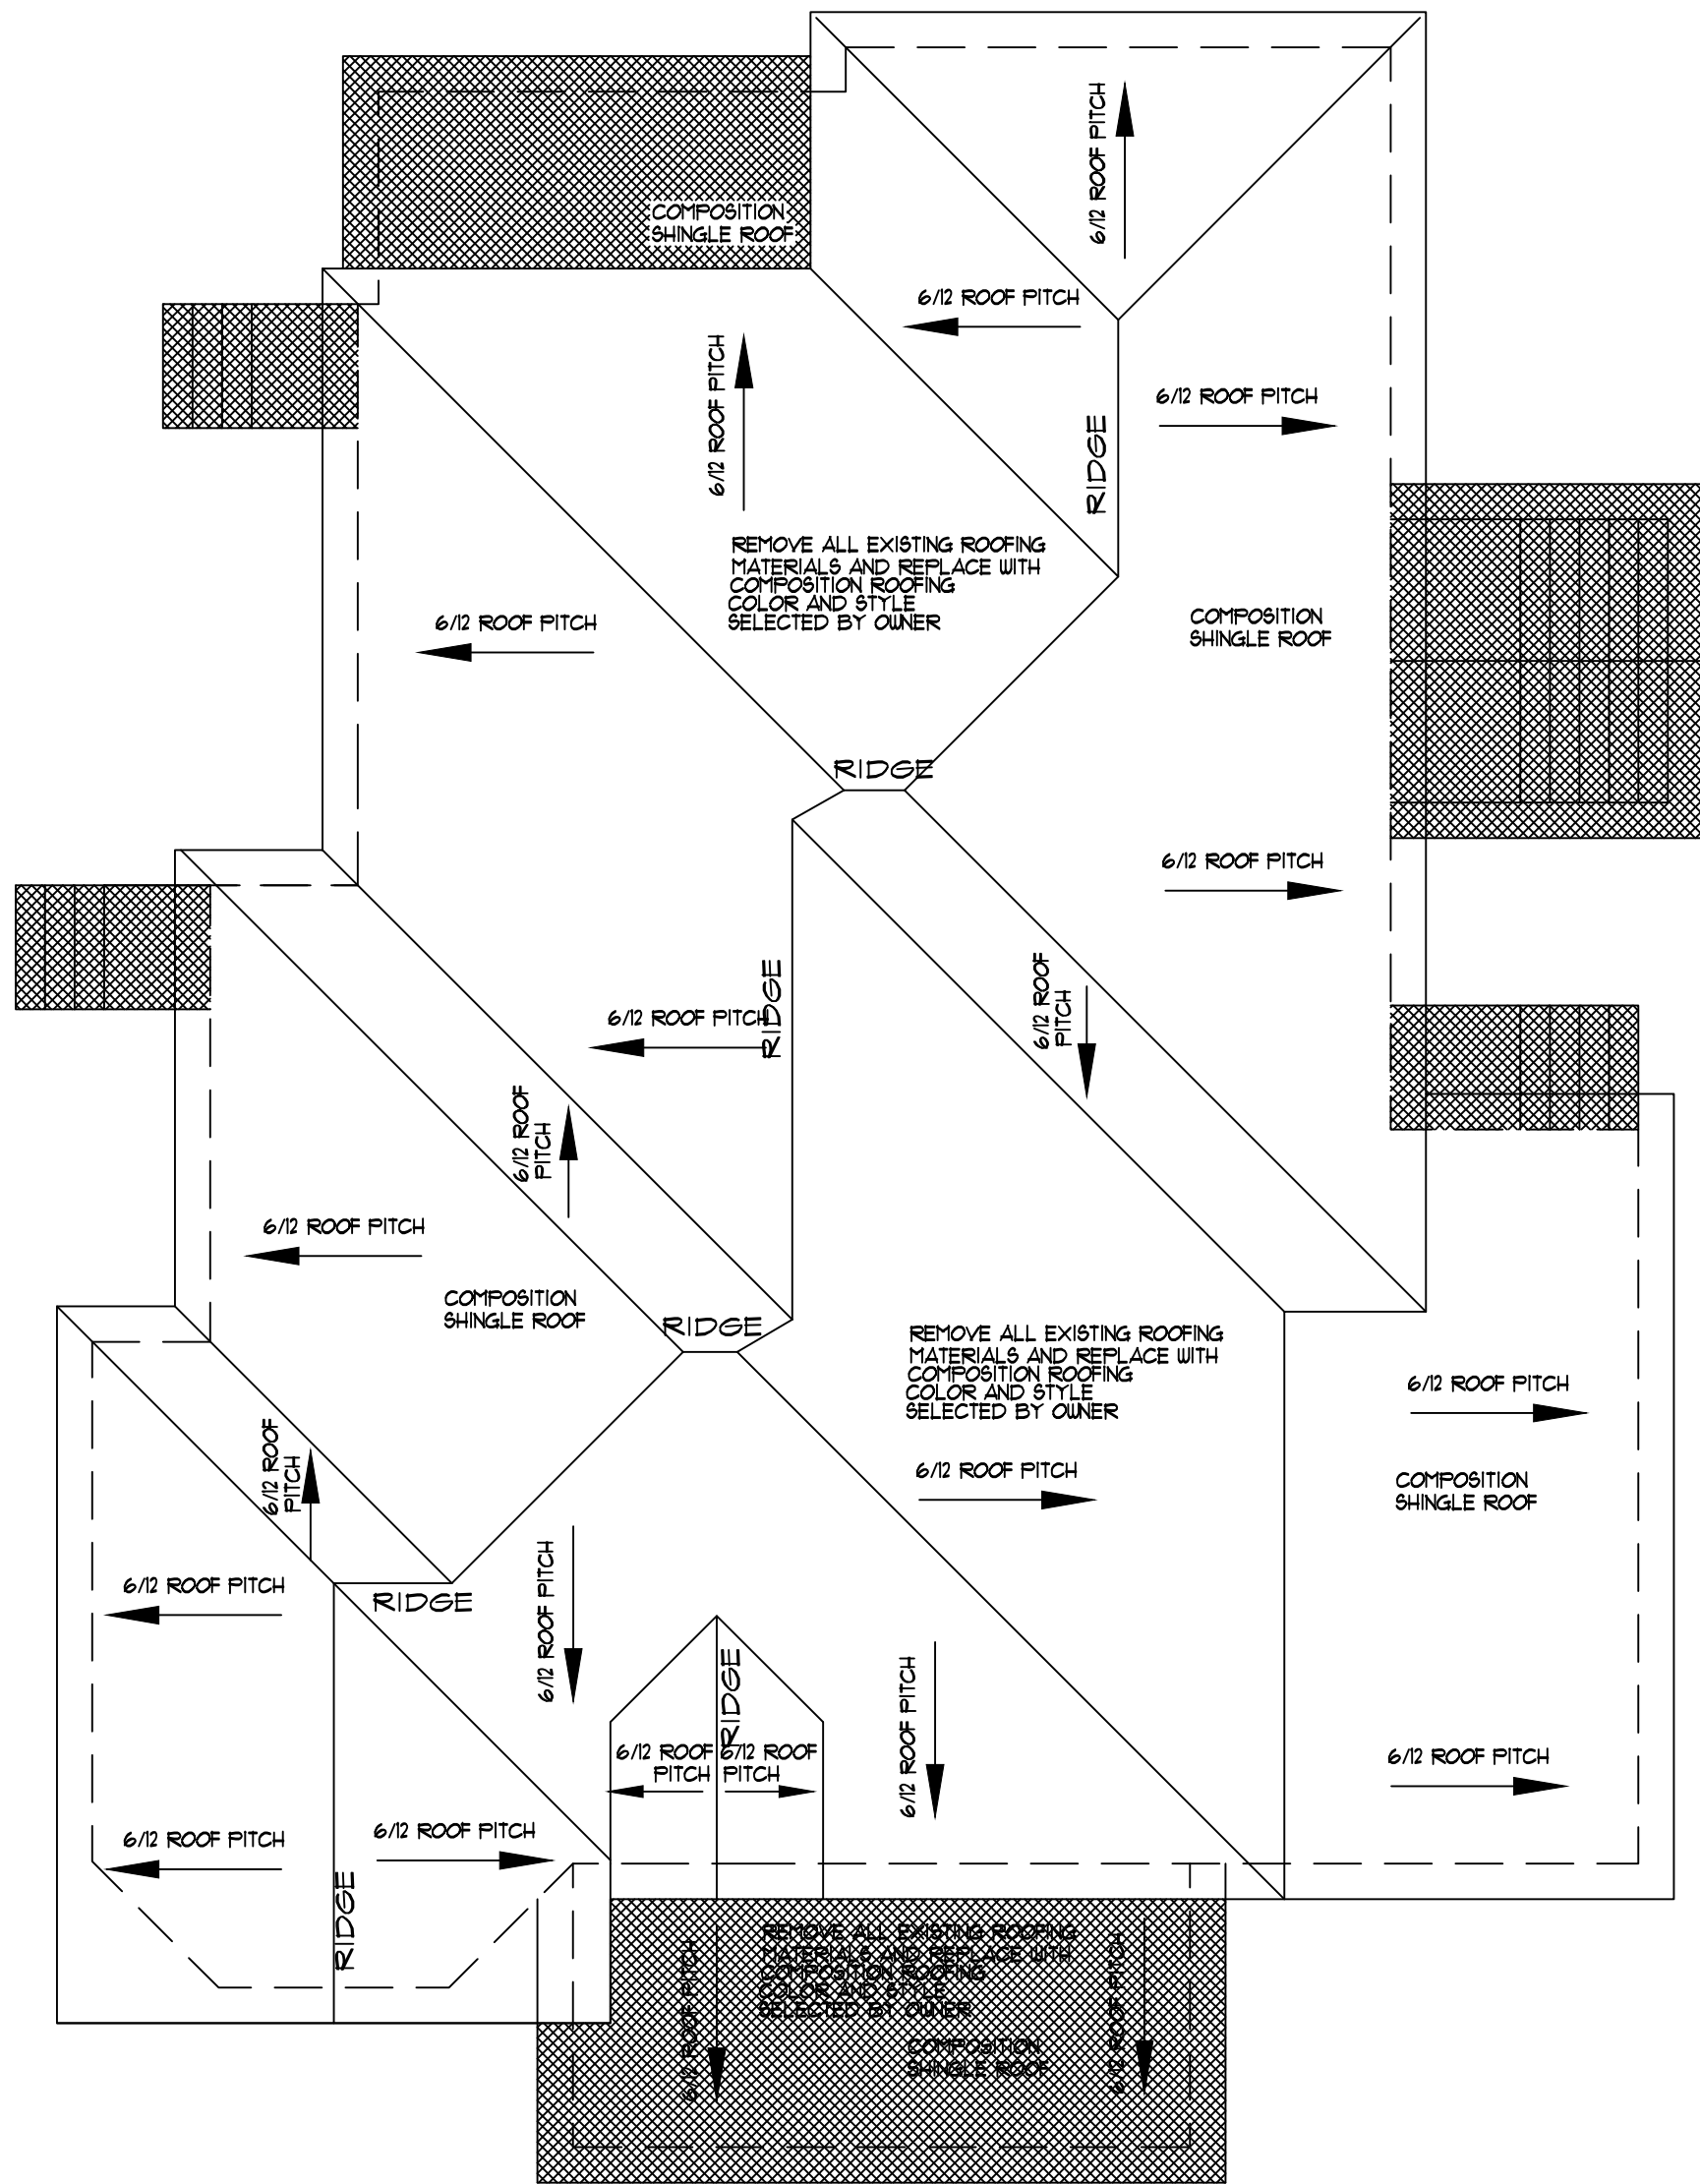 6/12 ROOF PITCH
COMPOSITION
SHINGLE ROOF
6/12 ROOF PITCH
6/12 ROOF PITCH
6/12 ROOF PITCH
RIDGE
REMOVE ALL EXISTING ROOFING
MATERIALS AND REPLACE WITH
COMPOSITION ROOFING
COLOR AND STYLE
SELECTED BY OWNER
6/12 ROOF PITCH
COMPOSITION
SHINGLE ROOF
RIDGE
6/12 ROOF PITCH
RIDGE
6/12 ROOF
PITCH
6/12 ROOF PITCH
6/12 ROOF
PITCH
6/12 ROOF PITCH
COMPOSITION
SHINGLE ROOF
RIDGE
REMOVE ALL EXISTING ROOFING
MATERIALS AND REPLACE WITH
COMPOSITION ROOFING
COLOR AND STYLE
SELECTED BY OWNER
6/12 ROOF PITCH
6/12 ROOF
PITCH
6/12 ROOF PITCH
COMPOSITION
SHINGLE ROOF
6/12 ROOF PITCH
RIDGE
6/12 ROOF PITCH
RIDGE
6/12 ROOF PITCH
6/12 ROOF
PITCH
6/12 ROOF
PITCH
6/12 ROOF PITCH
6/12 ROOF PITCH
6/12 ROOF PITCH
RIDGE
REMOVE ALL EXISTING ROOFING
MATERIALS AND REPLACE WITH
COMPOSITION ROOFING
COLOR AND STYLE
SELECTED BY OWNER
6/12 ROOF PITCH
6/12 ROOF PITCH
COMPOSITION
SHINGLE ROOF